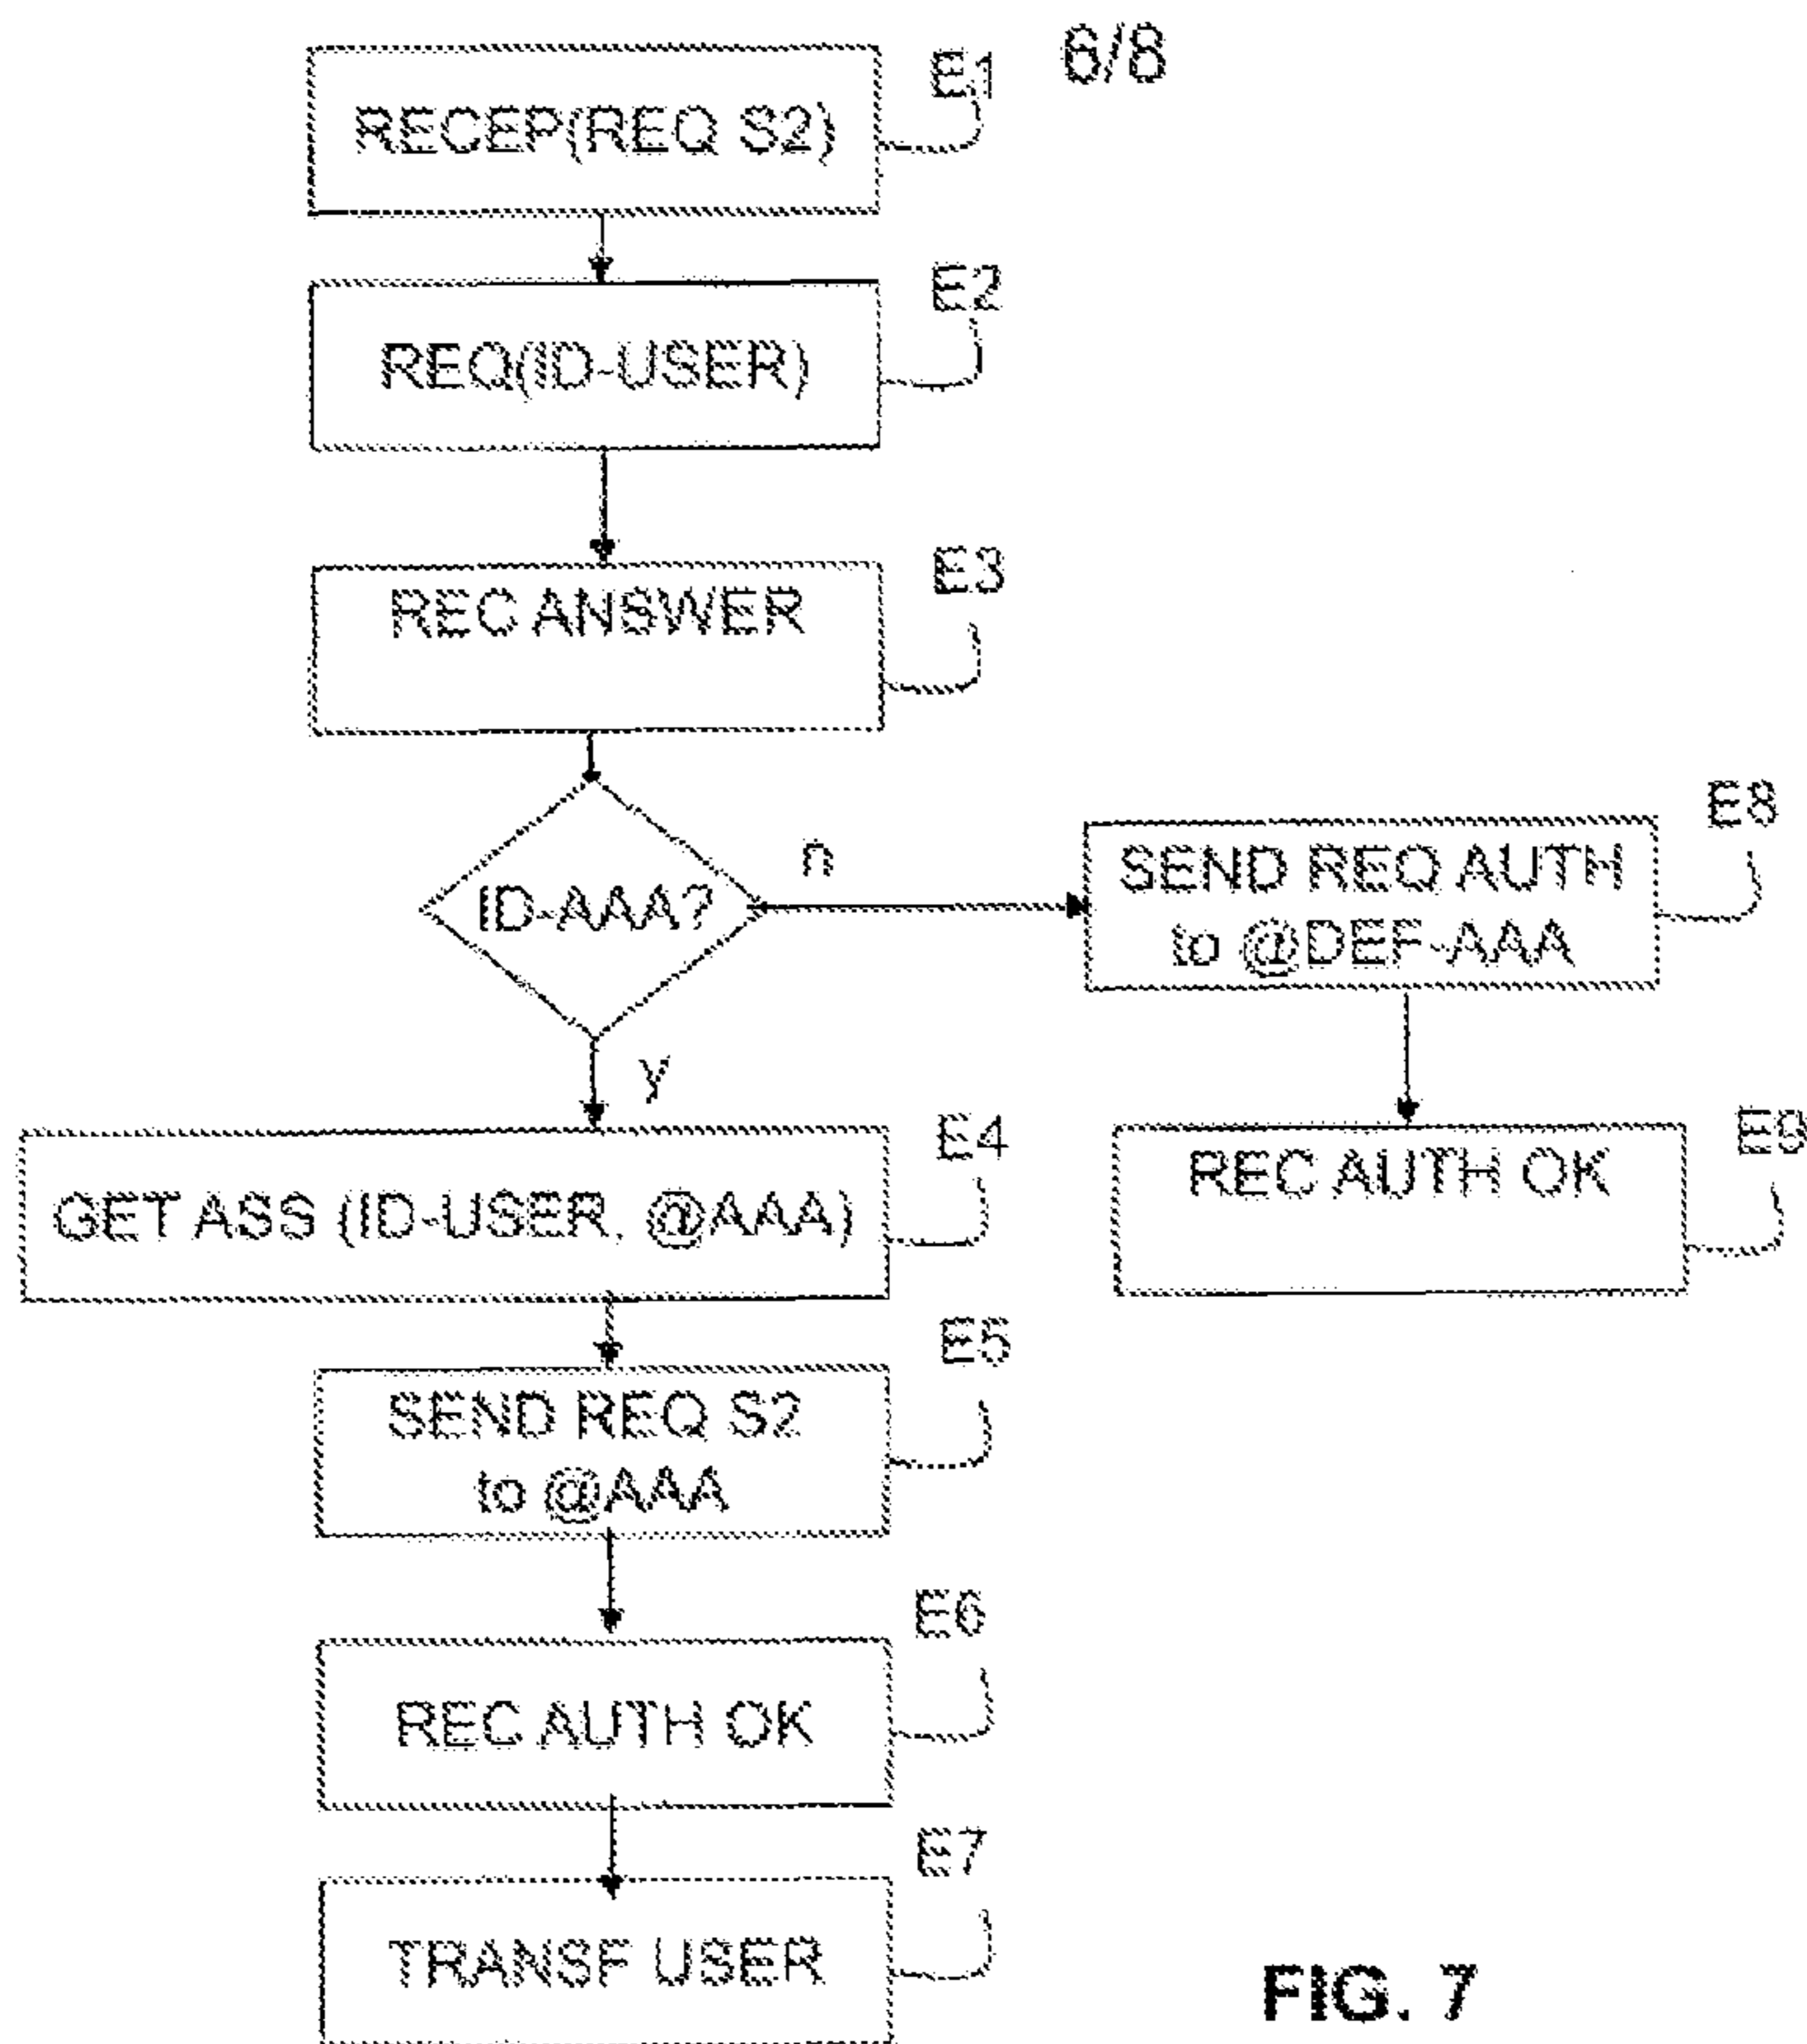 6/8
RECEP(REQ S2)
E1
REQ(ID-USER)
E2
REC ANSWER
E3
ID-AAA?
n
y
SEND REQ AUTH
to @DEF-AAA
E8
REC AUTH OK
E9
GET ASS (ID-USER, @AAA)
E4
SEND REQ S2
to @AAA
E5
REC AUTH OK
E6
TRANSF USER
E7
FIG. 7